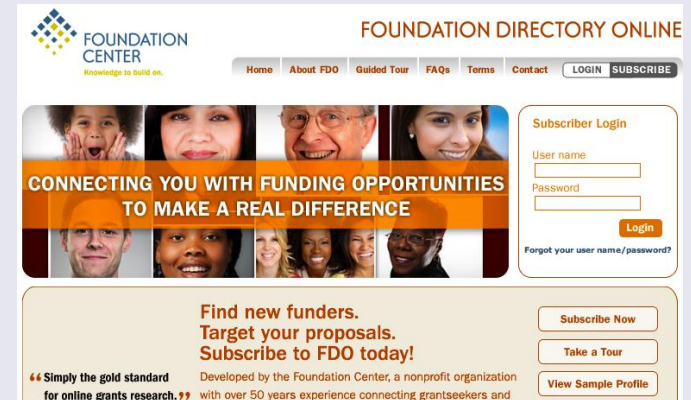 FOUNDATION
CENTER
Knowledge to build on.
FOUNDATION DIRECTORY ONLINE
Home About FDO Guided Tour FAQs Terms Contact LOGIN SUBSCRIBE
CONNECTING YOU WITH FUNDING OPPORTUNITIES
TO MAKE A REAL DIFFERENCE
Subscriber Login
User name
Password
Login
Forgot your user name/password?
Find new funders.
Target your proposals.
Subscribe to FDO today!
“Simply the gold standard
for online grants research.”
Developed by the Foundation Center, a nonprofit organization
with over 50 years experience connecting grantseekers and
Subscribe Now
Take a Tour
View Sample Profile